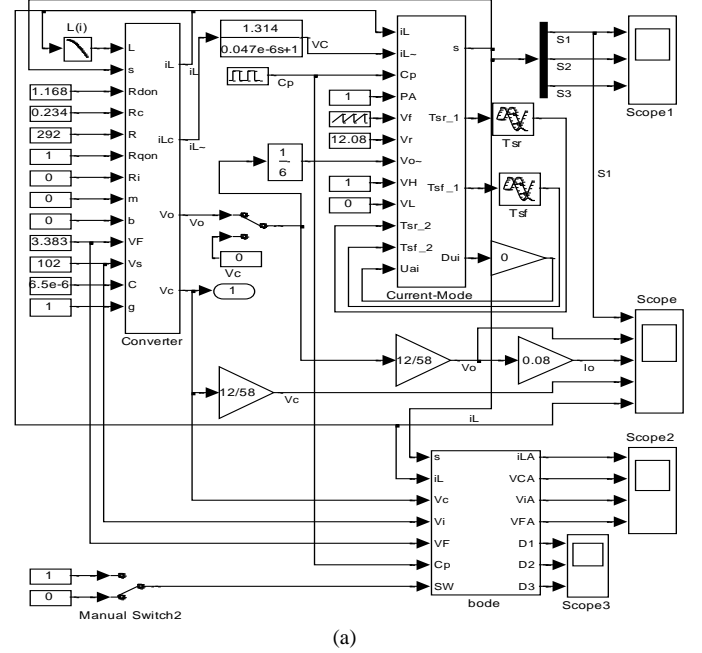 L(i)
L
s
Rdon
Rc
R
Rqon
Ri
m
b
VF
Vs
C
g
1.168
0.234
292
1
0
0
0
3.383
102
6.5e-6
1
iL
iL
iLc
iL~
Vo
Vo
Vc
Converter
1.314
0.047e-6s+1
VC
Cp
1
6
0
Vc
1
iL
iL~
Cp
PA
Vf
Vr
Vo~
VH
VL
Tsr_2
Tsf_2
Uai
1
12.08
1
0
s
Tsr_1
Tsf_1
Dui
Current-Mode
Tsr
Tsf
0
S1
S2
S3
Scope1
S1
Scope
12/58
Vo
0.08
Io
12/58
Vc
iL
Scope2
s
iL
Vc
Vi
VF
Cp
SW
iLA
VCA
ViA
VFA
D1
D2
D3
bode
Scope3
1
0
Manual Switch2
(a)